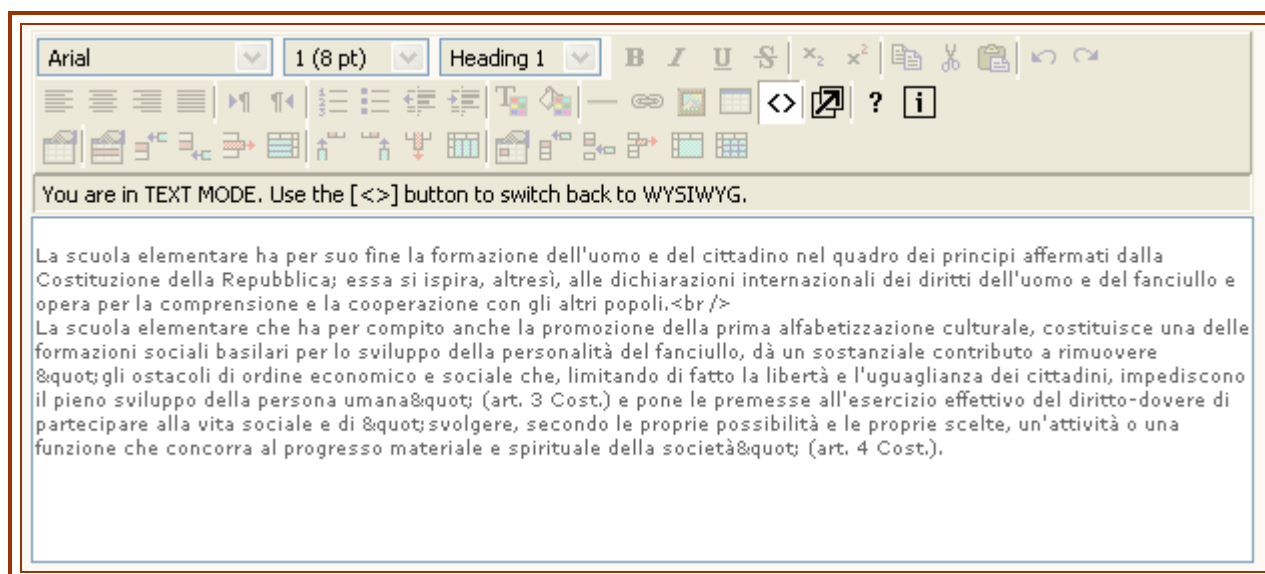 Arial 1 (8 pt) Heading 1 B I U S ×₂ ×²
<> ? i
You are in TEXT MODE. Use the [<>] button to switch back to WYSIWYG.
La scuola elementare ha per suo fine la formazione dell'uomo e del cittadino nel quadro dei principi affermati dalla
Costituzione della Repubblica; essa si ispira, altresì, alle dichiarazioni internazionali dei diritti dell'uomo e del fanciullo e
opera per la comprensione e la cooperazione con gli altri popoli.<br />
La scuola elementare che ha per compito anche la promozione della prima alfabetizzazione culturale, costituisce una delle
formazioni sociali basilari per lo sviluppo della personalità del fanciullo, dà un sostanziale contributo a rimuovere
&quot;gli ostacoli di ordine economico e sociale che, limitando di fatto la libertà e l'uguaglianza dei cittadini, impediscono
il pieno sviluppo della persona umana&quot; (art. 3 Cost.) e pone le premesse all'esercizio effettivo del diritto-dovere di
partecipare alla vita sociale e di &quot;svolgere, secondo le proprie possibilità e le proprie scelte, un'attività o una
funzione che concorra al progresso materiale e spirituale della società&quot; (art. 4 Cost.).